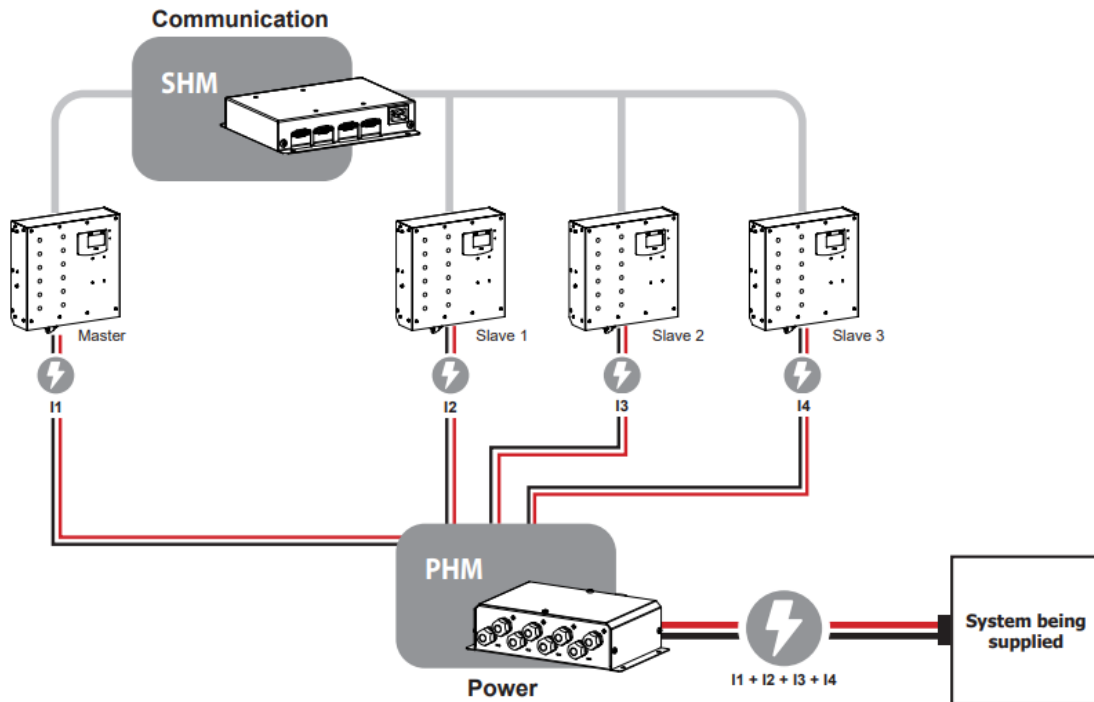 Communication
SHM
Master
Slave 1
Slave 2
Slave 3
I1
I2
I3
I4
PHM
Power
I1 + I2 + I3 + I4
System being
supplied